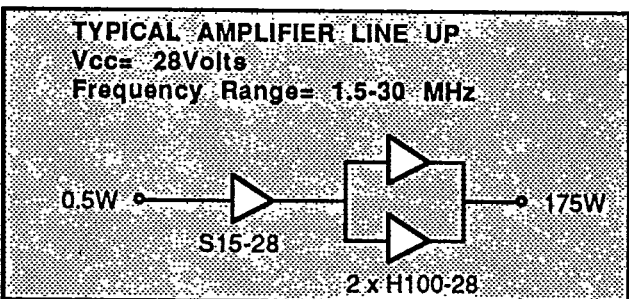 TYPICAL AMPLIFIER LINE UP
Vcc= 28Volts
Frequency Range= 1.5-30 MHz
0.5W
175W
S15-28
2 x H100-28